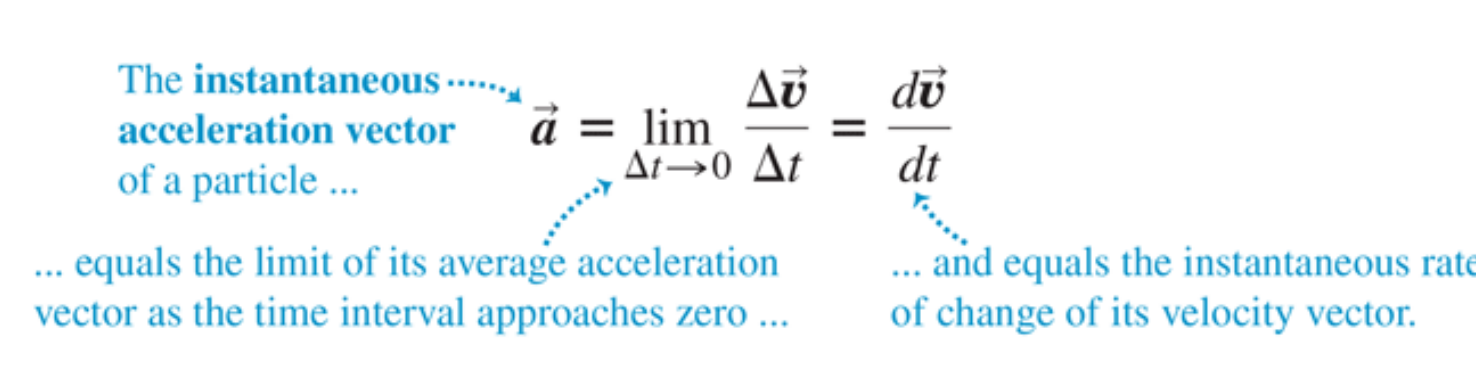 The instantaneous
acceleration vector
of a particle ...
a⃗ = lim Δt→0 Δv⃗/Δt = dv⃗/dt
... equals the limit of its average acceleration
vector as the time interval approaches zero ...
... and equals the instantaneous rate
of change of its velocity vector.